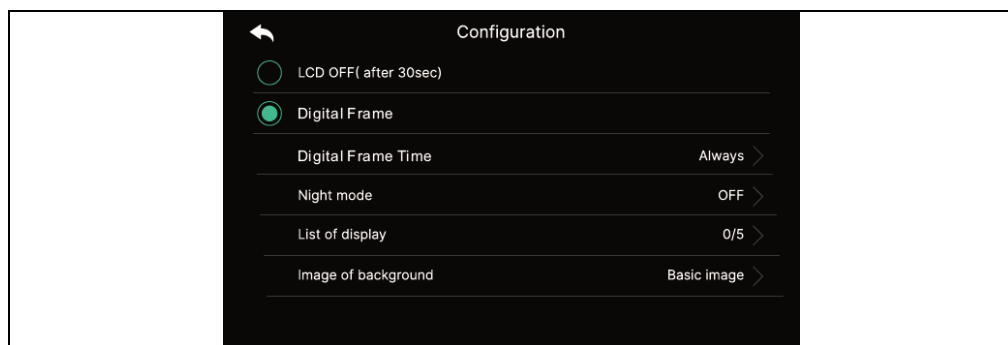 Configuration
LCD OFF( after 30sec)
Digital Frame
Digital Frame Time Always
Night mode OFF
List of display 0/5
Image of background Basic image